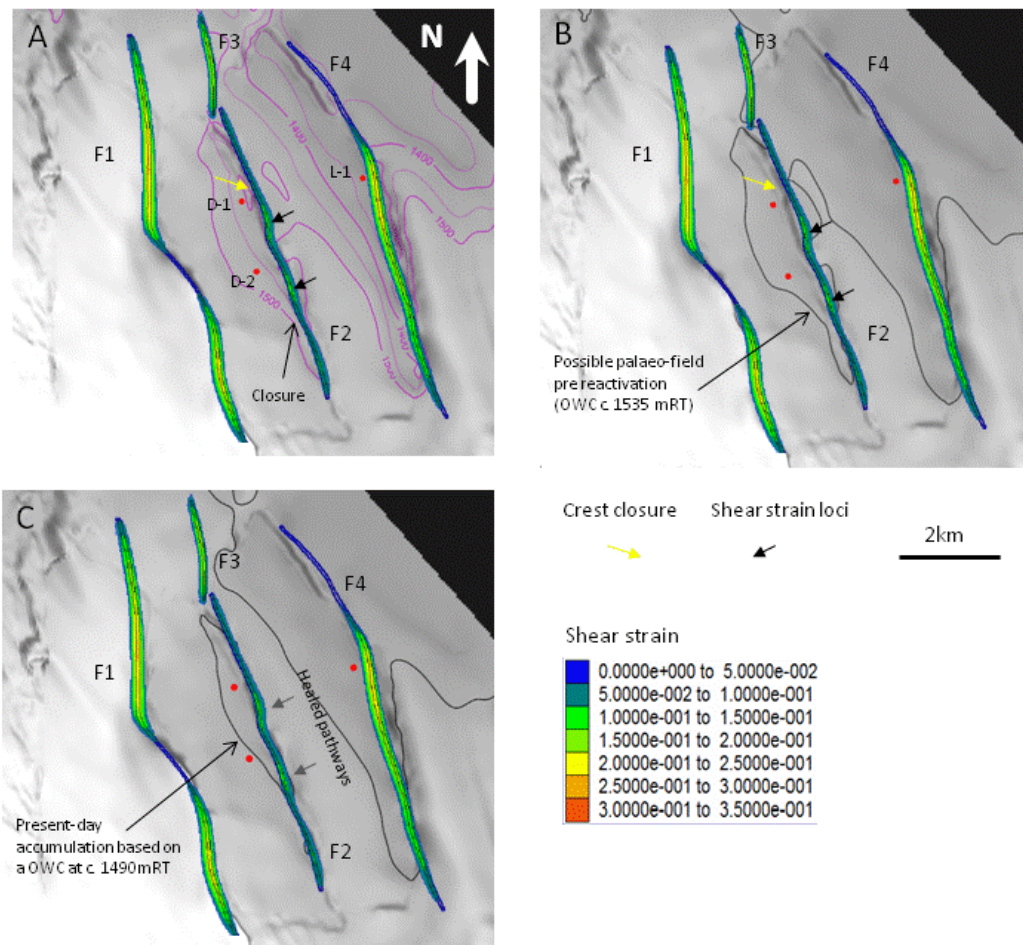 A
N
F3
F4
F1
1400
1400
L-1
D-1
1500
D-2
1500
F2
1400
1500
Closure
B
F3
F4
F1
F2
Possible palaeo-field
pre reactivation
(OWC c. 1535 mRT)
C
F3
F4
F1
Healed pathways
F2
Present-day
accumulation based on
a OWC at c. 1490mRT
Crest closure
Shear strain loci
2km
Shear strain
0.0000e+000 to 5.0000e-002
5.0000e-002 to 1.0000e-001
1.0000e-001 to 1.5000e-001
1.5000e-001 to 2.0000e-001
2.0000e-001 to 2.5000e-001
2.5000e-001 to 3.0000e-001
3.0000e-001 to 3.5000e-001